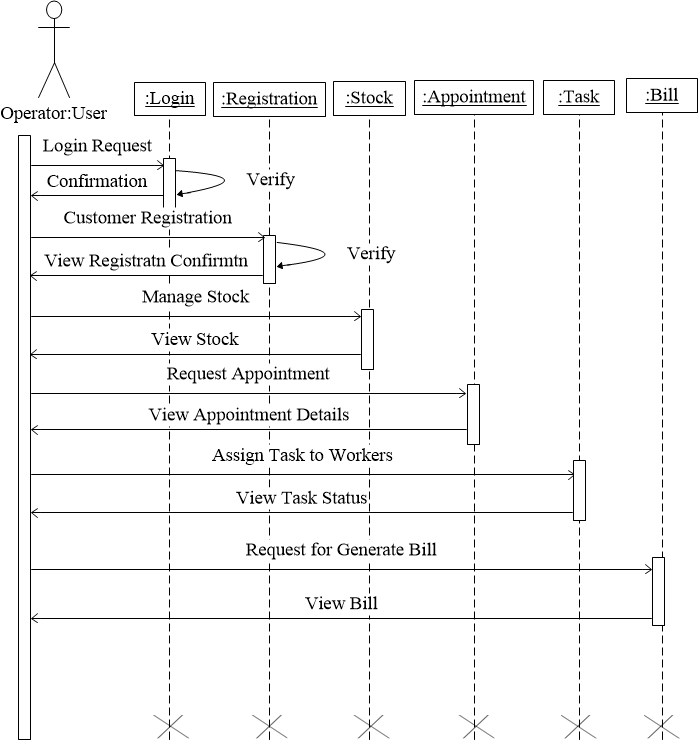 Operator:User
:Login
:Registration
:Stock
:Appointment
:Task
:Bill
Login Request
Confirmation
Verify
Customer Registration
View Registratn Confirmtn
Verify
Manage Stock
View Stock
Request Appointment
View Appointment Details
Assign Task to Workers
View Task Status
Request for Generate Bill
View Bill